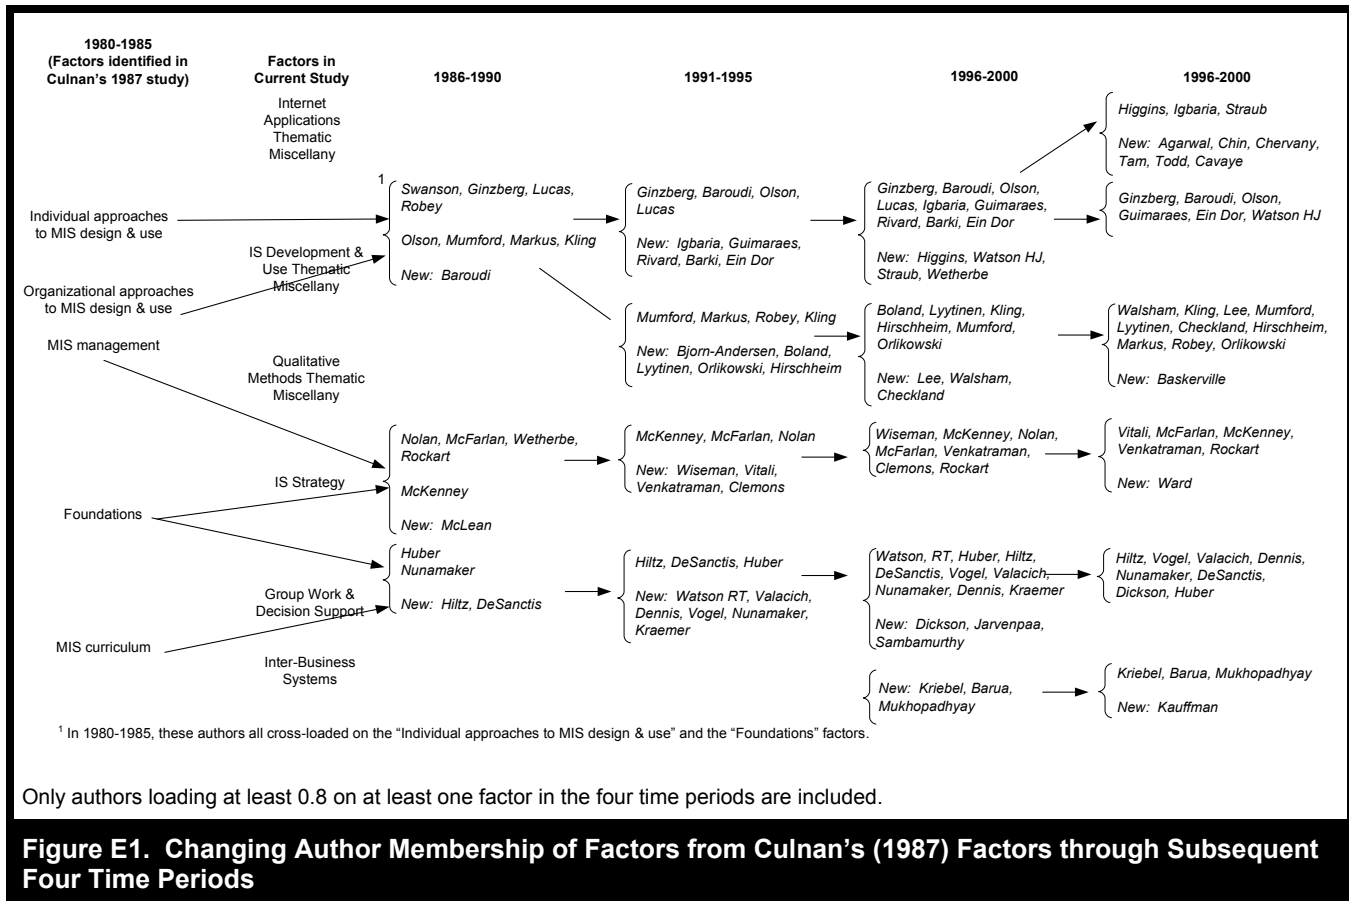 1980-1985
(Factors identified in
Culnan's 1987 study)
Factors in
Current Study
1986-1990
1991-1995
1996-2000
1996-2000
Internet
Applications
Thematic
Miscellany
Higgins, Igbaria, Straub
New: Agarwal, Chin, Chervany,
Tam, Todd, Cavaye
Individual approaches
to MIS design & use
Organizational approaches
to MIS design & use
IS Development &
Use Thematic
Miscellany
1
Swanson, Ginzberg, Lucas,
Robey
Olson, Mumford, Markus, Kling
New: Baroudi
Ginzberg, Baroudi, Olson,
Lucas
New: Igbaria, Guimaraes,
Rivard, Barki, Ein Dor
Ginzberg, Baroudi, Olson,
Lucas, Igbaria, Guimaraes,
Rivard, Barki, Ein Dor
New: Higgins, Watson HJ,
Straub, Wetherbe
Ginzberg, Baroudi, Olson,
Guimaraes, Ein Dor, Watson HJ
MIS management
Qualitative
Methods Thematic
Miscellany
Mumford, Markus, Robey, Kling
New: Bjorn-Andersen, Boland,
Lyytinen, Orlikowski, Hirschheim
Boland, Lyytinen, Kling,
Hirschheim, Mumford,
Orlikowski
New: Lee, Walsham,
Checkland
Walsham, Kling, Lee, Mumford,
Lyytinen, Checkland, Hirschheim,
Markus, Robey, Orlikowski
New: Baskerville
Foundations
IS Strategy
Nolan, McFarlan, Wetherbe,
Rockart
McKenney
New: McLean
McKenney, McFarlan, Nolan
New: Wiseman, Vitali,
Venkatraman, Clemons
Wiseman, McKenney, Nolan,
McFarlan, Venkatraman,
Clemons, Rockart
Vitali, McFarlan, McKenney,
Venkatraman, Rockart
New: Ward
MIS curriculum
Group Work &
Decision Support
Huber
Nunamaker
New: Hiltz, DeSanctis
Hiltz, DeSanctis, Huber
New: Watson RT, Valacich,
Dennis, Vogel, Nunamaker,
Kraemer
Watson, RT, Huber, Hiltz,
DeSanctis, Vogel, Valacich,
Nunamaker, Dennis, Kraemer
New: Dickson, Jarvenpaa,
Sambamurthy
Hiltz, Vogel, Valacich, Dennis,
Nunamaker, DeSanctis,
Dickson, Huber
Inter-Business
Systems
New: Kriebel, Barua,
Mukhopadhyay
Kriebel, Barua, Mukhopadhyay
New: Kauffman
1 In 1980-1985, these authors all cross-loaded on the "Individual approaches to MIS design & use" and the "Foundations" factors.
Only authors loading at least 0.8 on at least one factor in the four time periods are included.
Figure E1. Changing Author Membership of Factors from Culnan's (1987) Factors through Subsequent
Four Time Periods